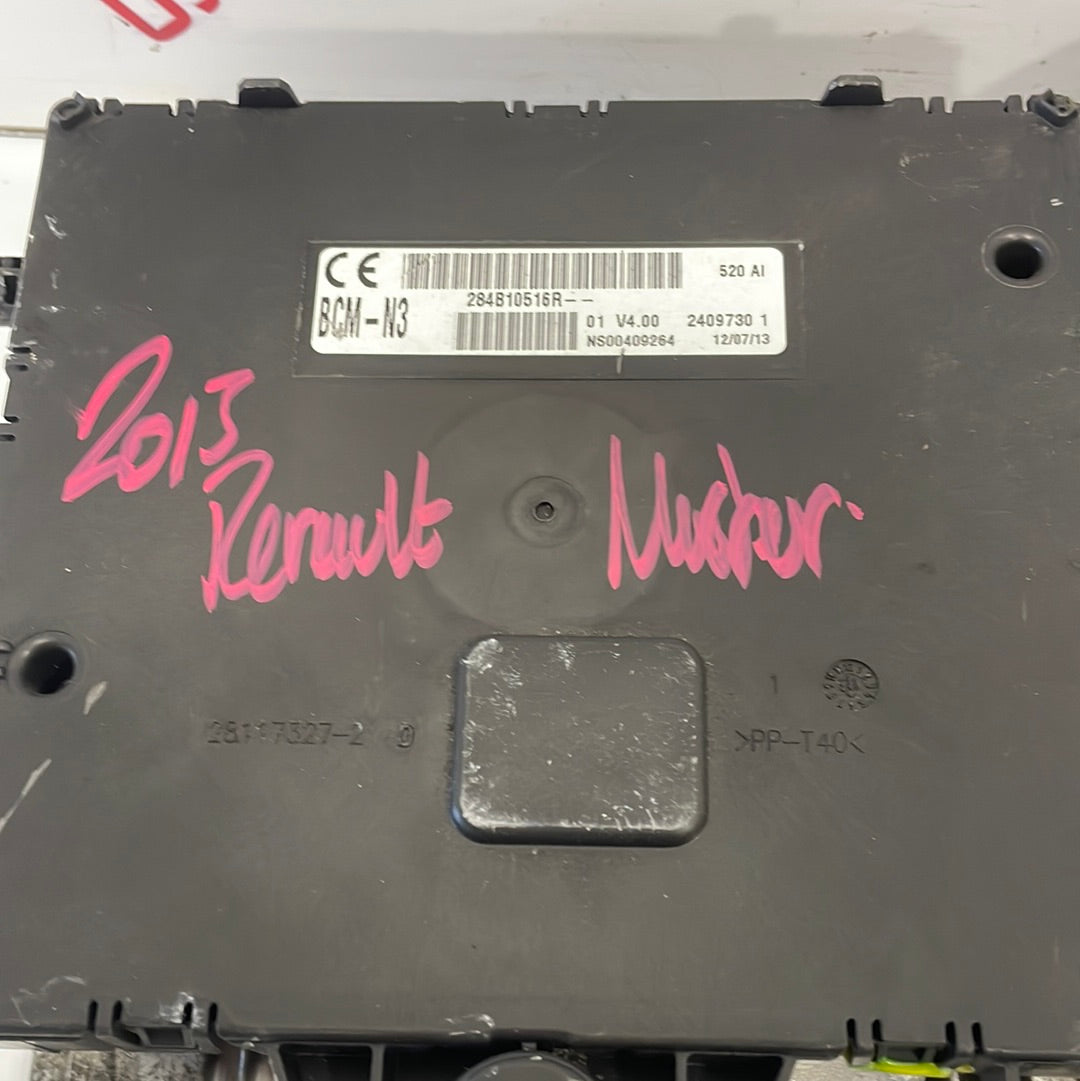 CE 520 AI
284B10516R--
BCM-N3
01 V4.00 2409730 1
NS00409264 12/07/13
2013
Renault Master
1
28117327-2
>PP-T40<